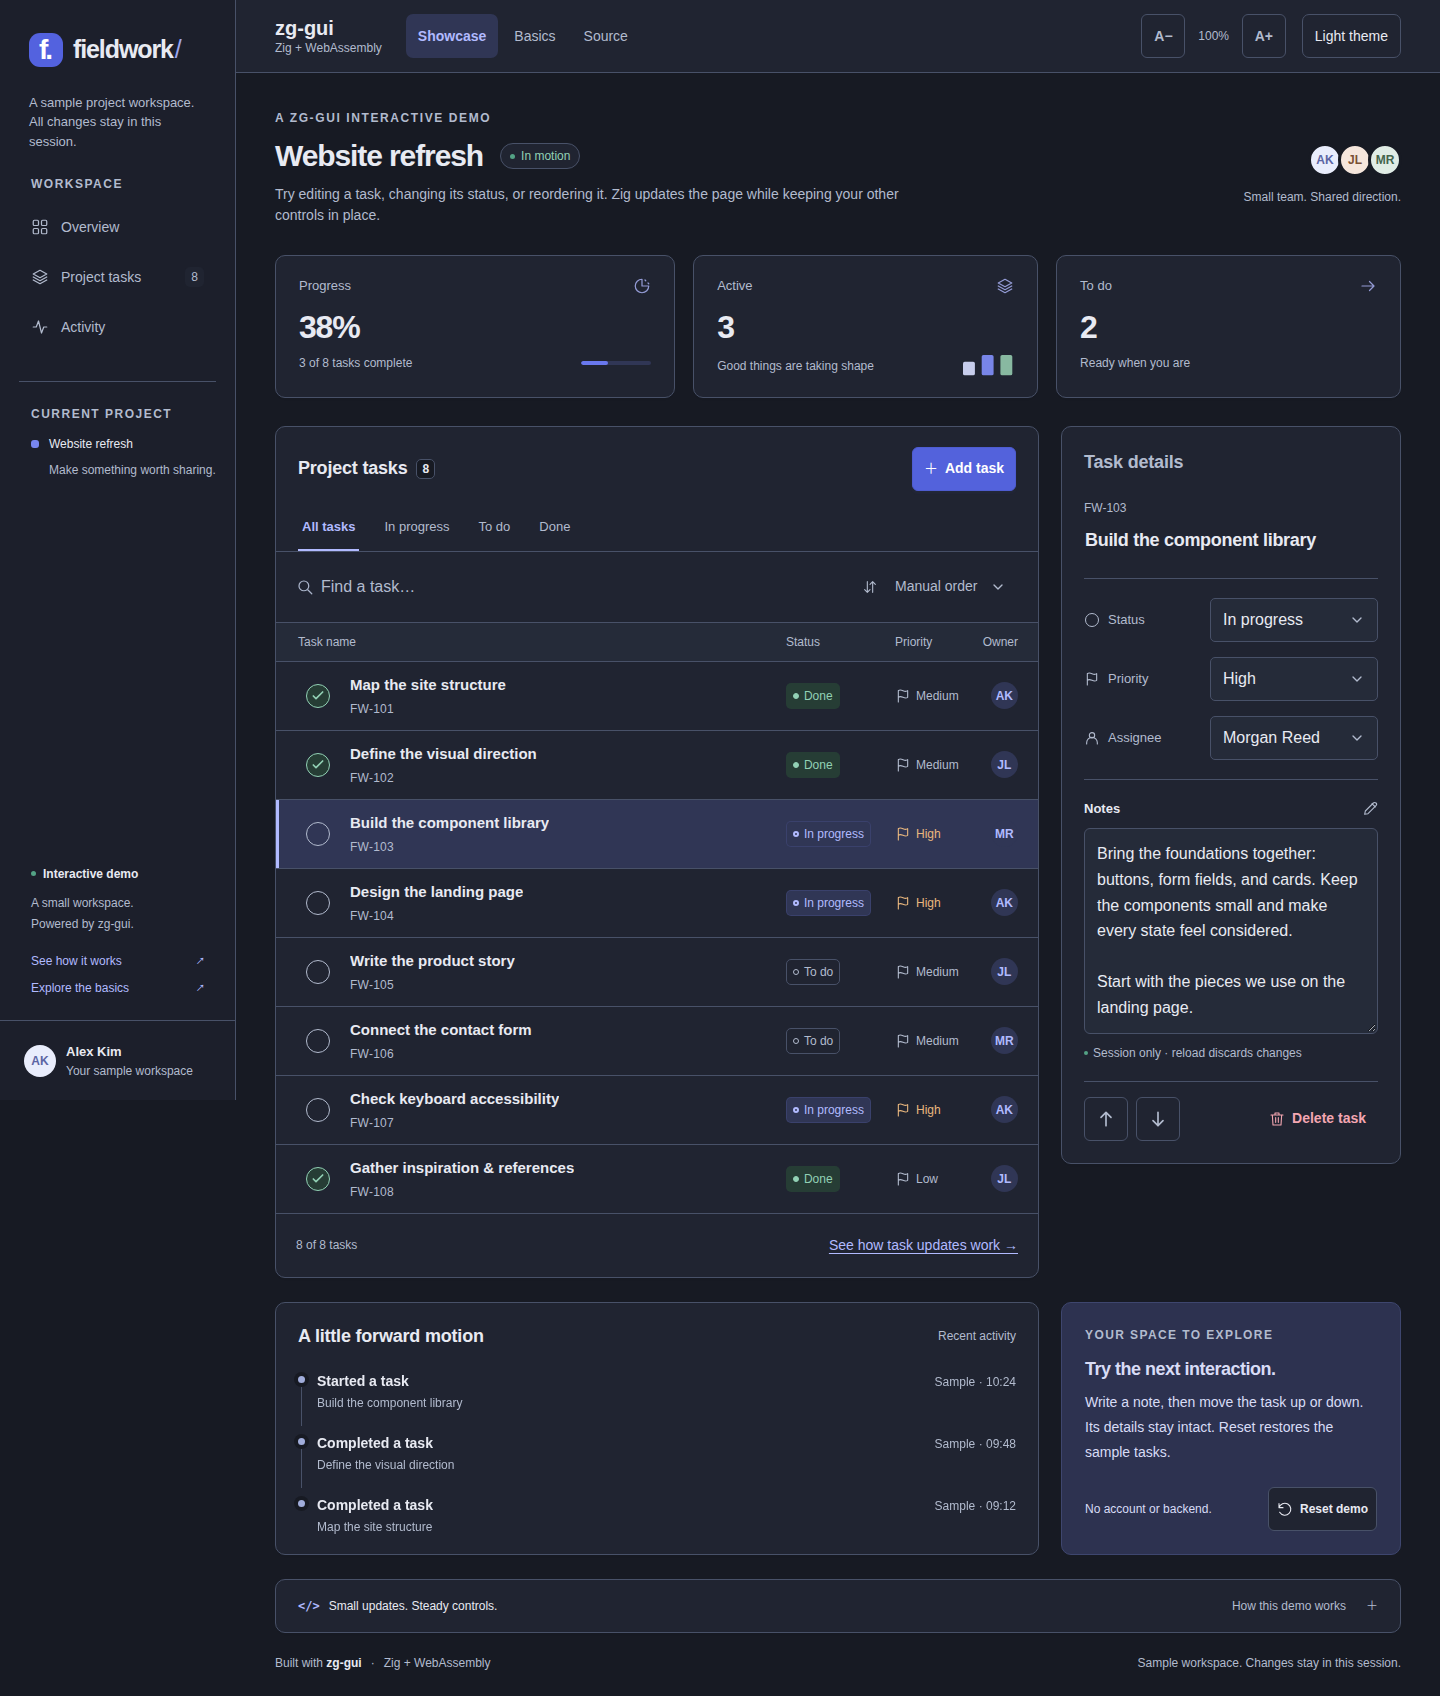 f. fieldwork/
A sample project workspace.
All changes stay in this
session.
WORKSPACE
Overview
Project tasks 8
Activity
CURRENT PROJECT
Website refresh
Make something worth sharing.
Interactive demo
A small workspace.
Powered by zg-gui.
See how it works ↗
Explore the basics ↗
AK
Alex Kim
Your sample workspace
zg-gui
Zig + WebAssembly
Showcase Basics Source
A− 100% A+ Light theme
A ZG-GUI INTERACTIVE DEMO
Website refresh In motion
Try editing a task, changing its status, or reordering it. Zig updates the page while keeping your other
controls in place.
AK JL MR
Small team. Shared direction.
Progress
38%
3 of 8 tasks complete
Active
3
Good things are taking shape
To do
2
Ready when you are
Project tasks 8
+ Add task
All tasks In progress To do Done
Find a task…
Manual order
Task name Status Priority Owner
Map the site structure
FW-101
Done Medium AK
Define the visual direction
FW-102
Done Medium JL
Build the component library
FW-103
In progress High MR
Design the landing page
FW-104
In progress High AK
Write the product story
FW-105
To do Medium JL
Connect the contact form
FW-106
To do Medium MR
Check keyboard accessibility
FW-107
In progress High AK
Gather inspiration & references
FW-108
Done Low JL
8 of 8 tasks
See how task updates work →
Task details
FW-103
Build the component library
Status In progress
Priority High
Assignee Morgan Reed
Notes
Bring the foundations together:
buttons, form fields, and cards. Keep
the components small and make
every state feel considered.
Start with the pieces we use on the
landing page.
Session only · reload discards changes
Delete task
A little forward motion
Recent activity
Started a task
Sample · 10:24
Build the component library
Completed a task
Sample · 09:48
Define the visual direction
Completed a task
Sample · 09:12
Map the site structure
YOUR SPACE TO EXPLORE
Try the next interaction.
Write a note, then move the task up or down.
Its details stay intact. Reset restores the
sample tasks.
No account or backend.
Reset demo
</> Small updates. Steady controls.
How this demo works +
Built with zg-gui · Zig + WebAssembly
Sample workspace. Changes stay in this session.